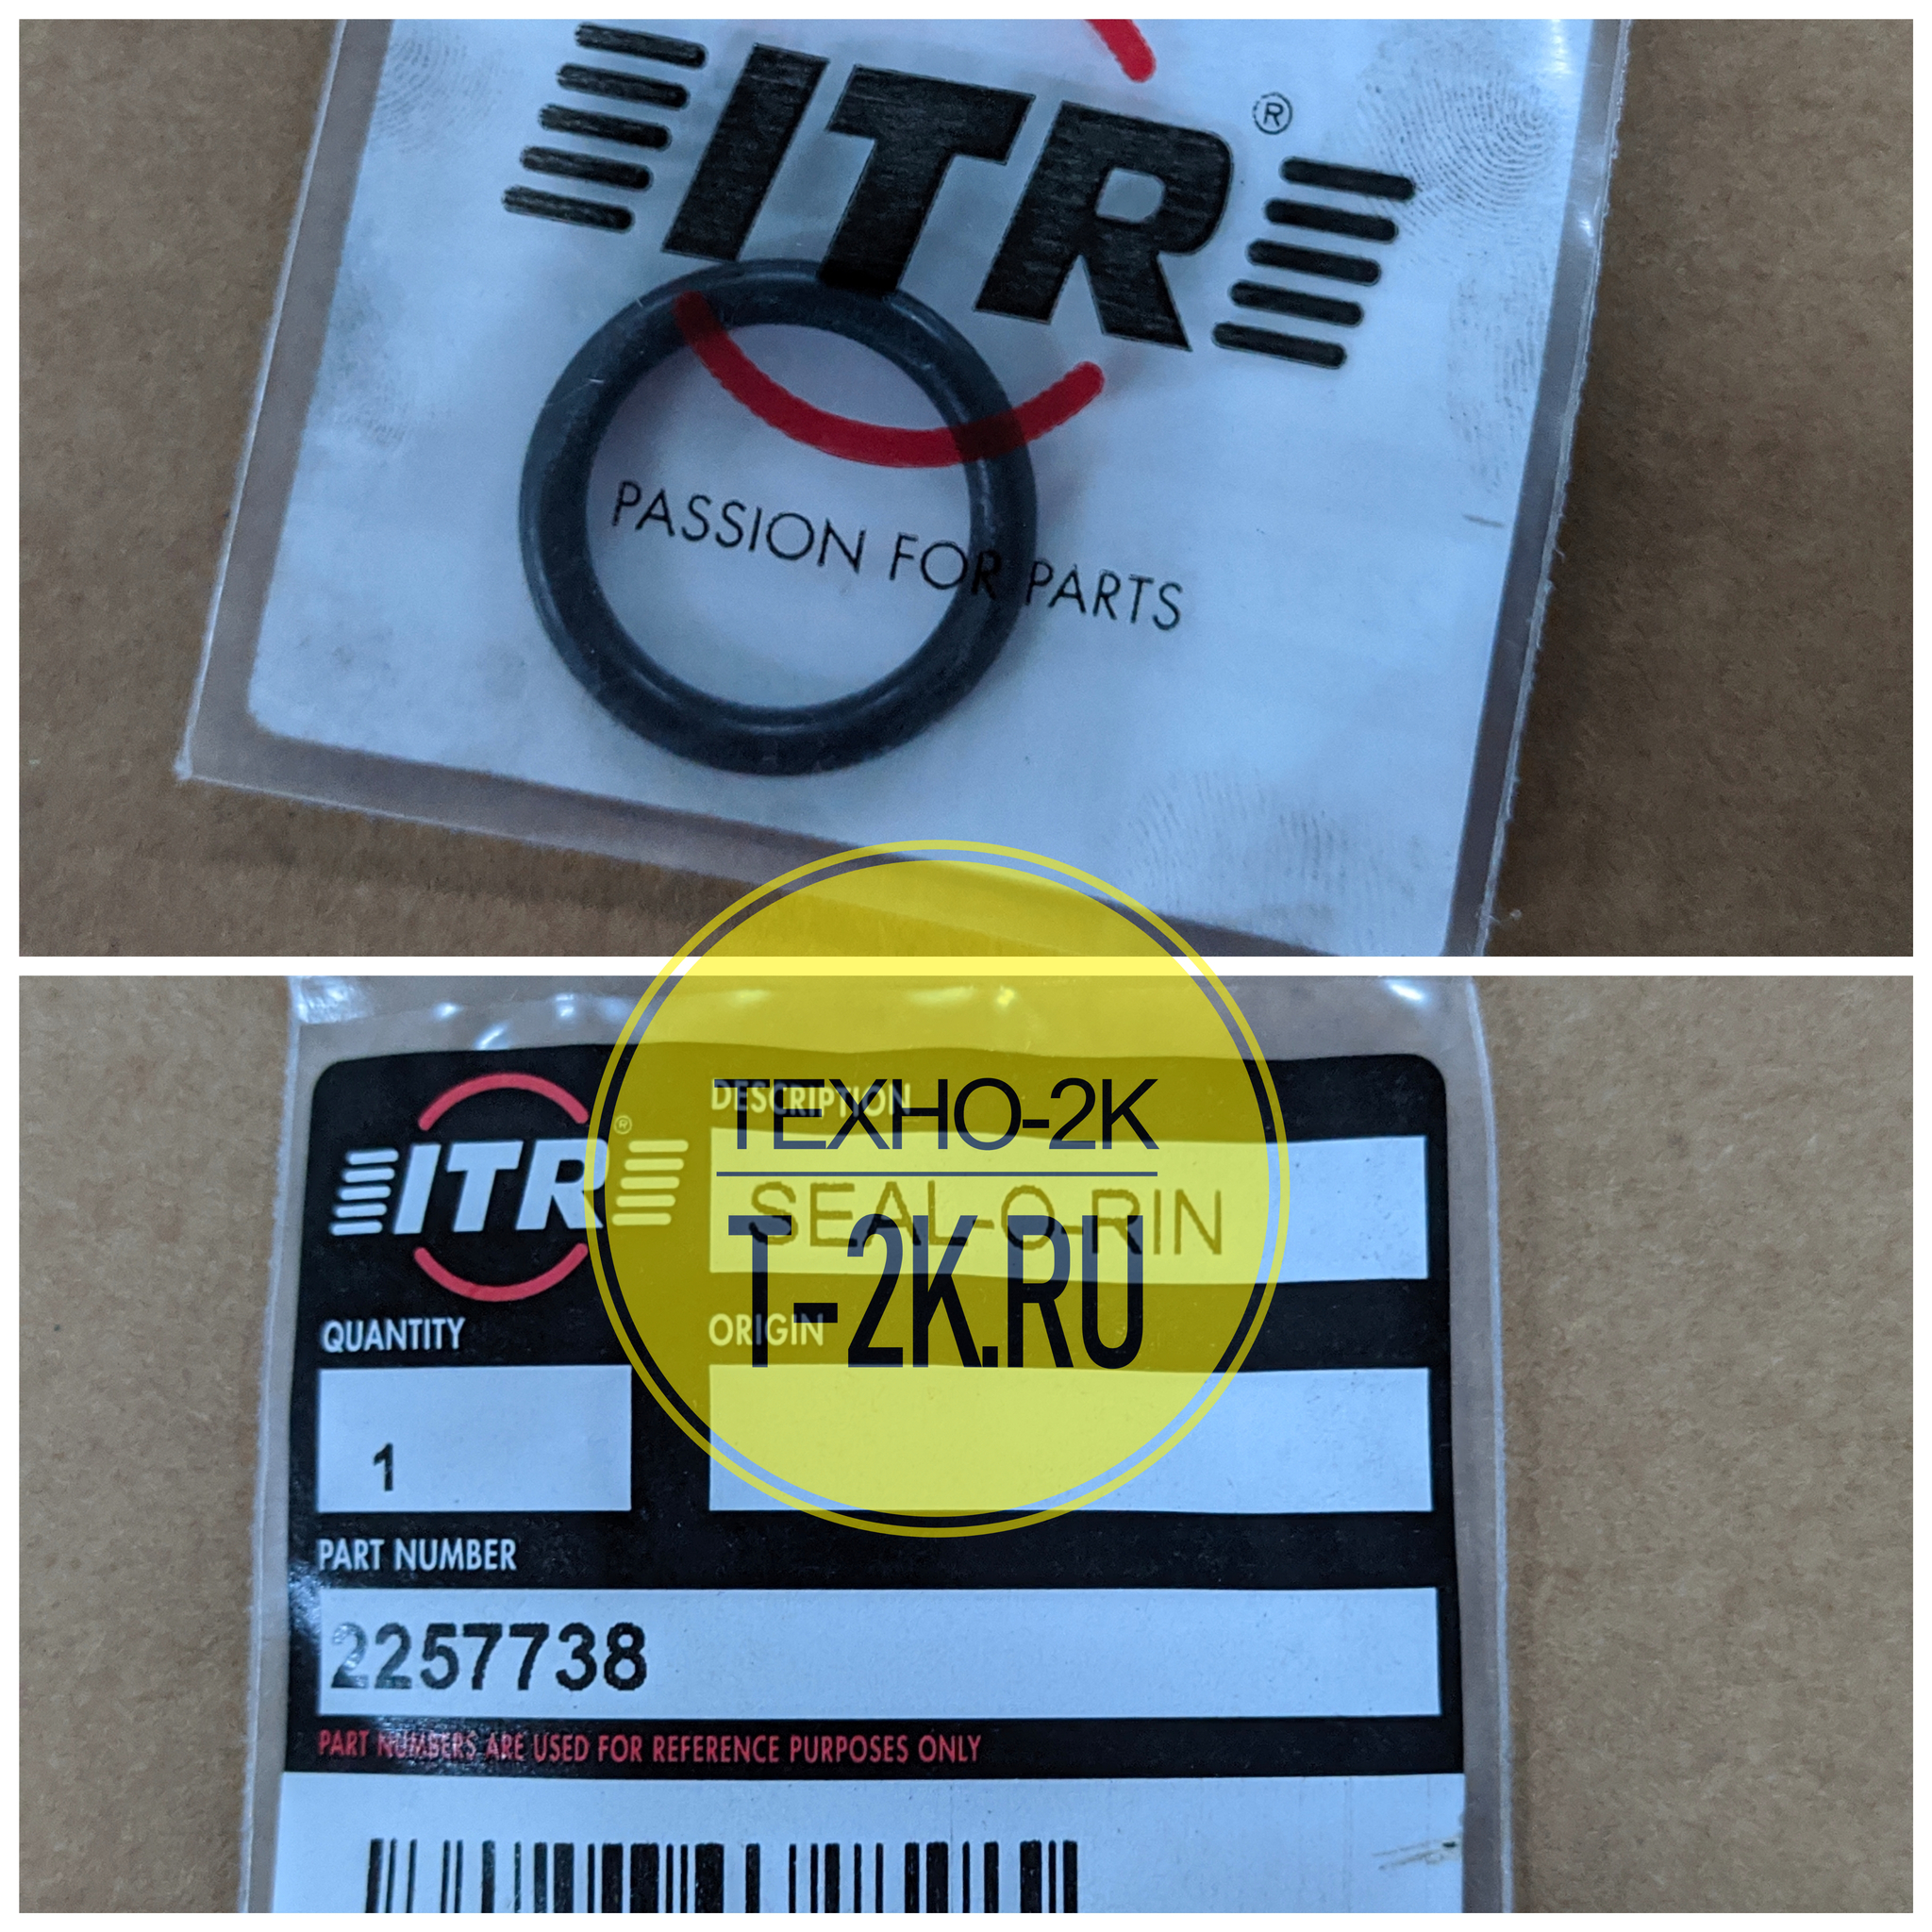 ITR®
PASSION FOR PARTS
ITR®
DESCRIPTION
ТЕХНО-2К
SEAL-O-RIN
T-2K.RU
QUANTITY
ORIGIN
1
PART NUMBER
2257738
PART NUMBERS ARE USED FOR REFERENCE PURPOSES ONLY